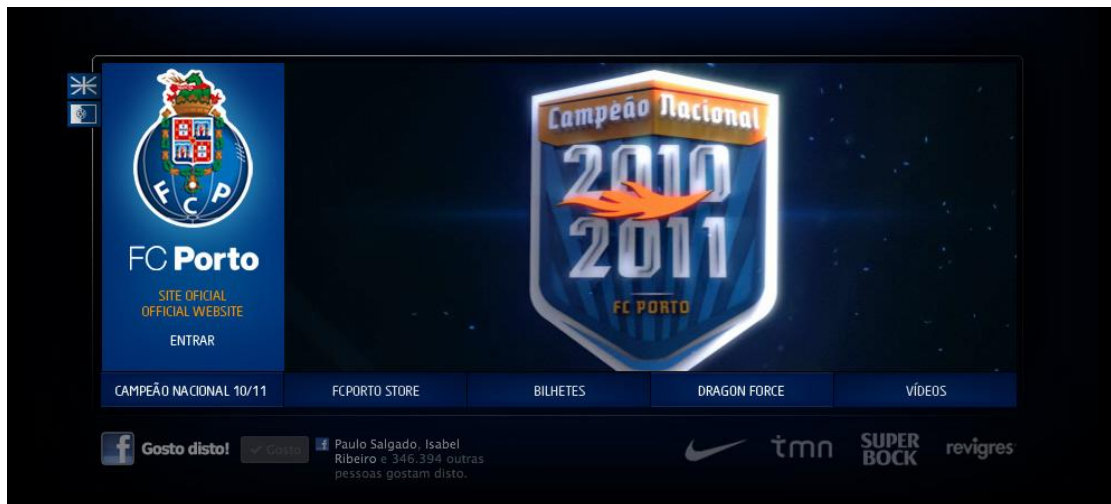 FCP
FC Porto
SITE OFICIAL
OFFICIAL WEBSITE
ENTRAR
Campeão Nacional
2010
2011
FC PORTO
CAMPEÃO NACIONAL 10/11
FCPORTO STORE
BILHETES
DRAGON FORCE
VÍDEOS
f Gosto disto!
Gosto
f Paulo Salgado, Isabel
Ribeiro e 346.394 outras
pessoas gostam disto.
tmn
SUPER
BOCK
revigres